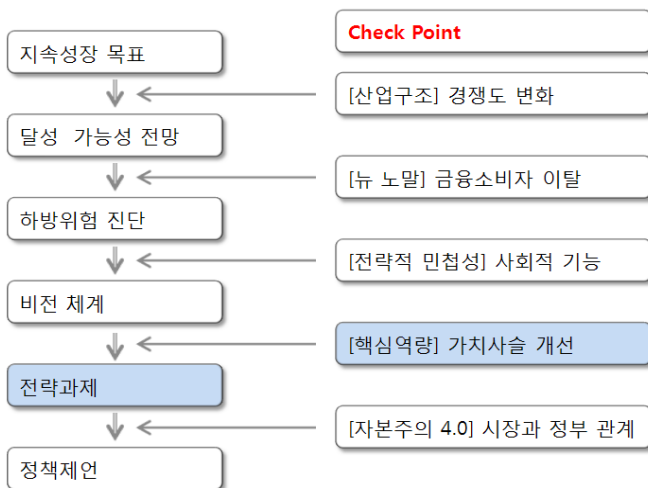 Check Point
지속성장 목표
[산업구조] 경쟁도 변화
달성 가능성 전망
[뉴 노말] 금융소비자 이탈
하방위험 진단
[전략적 민첩성] 사회적 기능
비전 체계
[핵심역량] 가치사슬 개선
전략과제
[자본주의 4.0] 시장과 정부 관계
정책제언